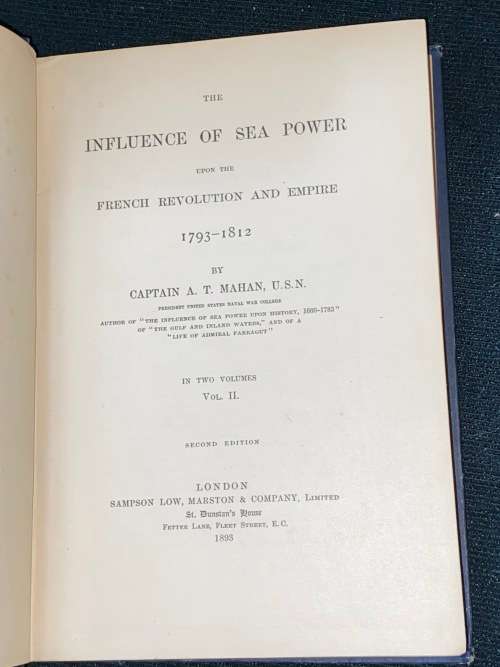 THE
INFLUENCE OF SEA POWER
UPON THE
FRENCH REVOLUTION AND EMPIRE
1793–1812
BY
CAPTAIN A. T. MAHAN, U.S.N.
PRESIDENT UNITED STATES NAVAL WAR COLLEGE
AUTHOR OF "THE INFLUENCE OF SEA POWER UPON HISTORY, 1660–1783"
OF "THE GULF AND INLAND WATERS," AND OF A
"LIFE OF ADMIRAL FARRAGUT"
IN TWO VOLUMES
VOL. II.
SECOND EDITION
LONDON
SAMPSON LOW, MARSTON & COMPANY, LIMITED
St. Dunstan's House
FETTER LANE, FLEET STREET, E.C.
1893